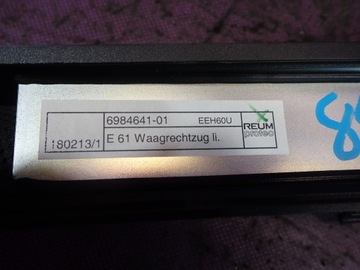 6984641-01 EEH60U
REUM
protec
180213/1 E 61 Waagrechtzug li.